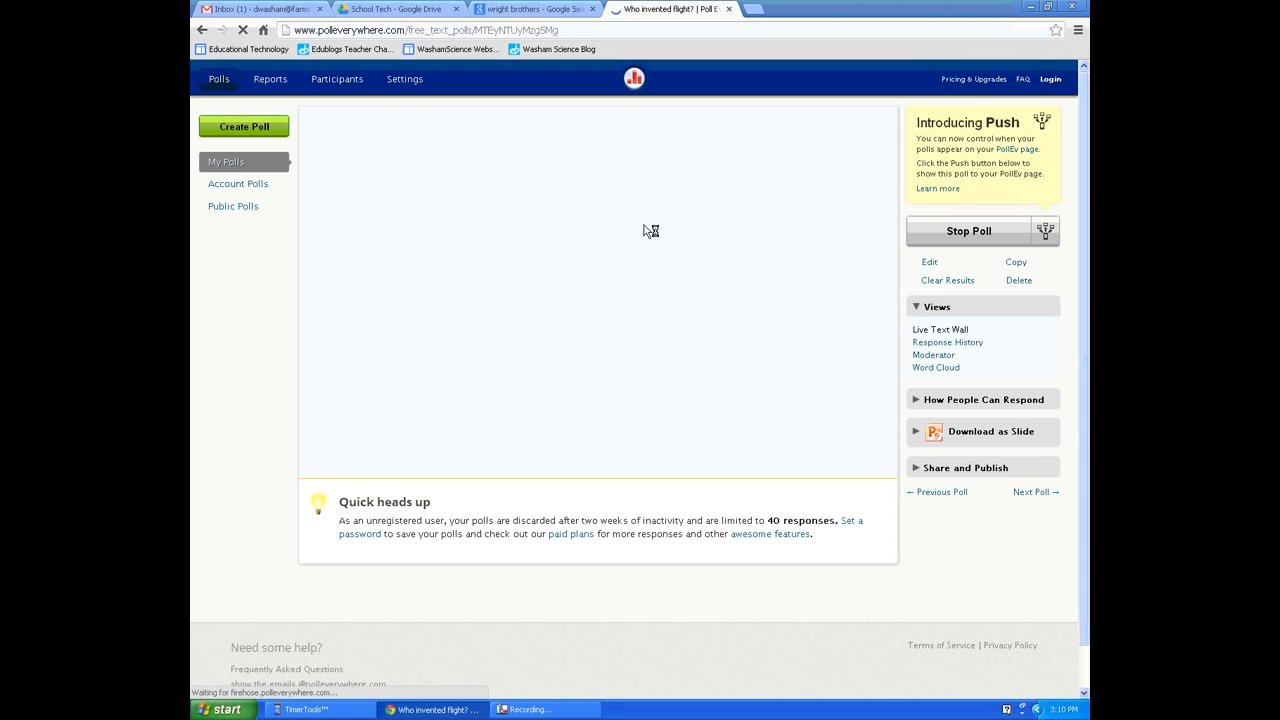 Inbox (1) - dwasham@farmi
School Tech - Google Drive
wright brothers - Google Sea
Who invented flight? | Poll E
www.polleverywhere.com/free_text_polls/MTEyNTUyMzg5Mg
Educational Technology
Edublogs Teacher Cha...
WashamScience Webs...
Washam Science Blog
Polls
Reports
Participants
Settings
Pricing & Upgrades
FAQ
Login
Create Poll
My Polls
Account Polls
Public Polls
Introducing Push
You can now control when your
polls appear on your PollEv page.
Click the Push button below to
show this poll to your PollEv page.
Learn more
Stop Poll
Edit
Copy
Clear Results
Delete
Views
Live Text Wall
Response History
Moderator
Word Cloud
How People Can Respond
Download as Slide
Share and Publish
← Previous Poll
Next Poll →
Quick heads up
As an unregistered user, your polls are discarded after two weeks of inactivity and are limited to 40 responses. Set a
password to save your polls and check out our paid plans for more responses and other awesome features.
Need some help?
Frequently Asked Questions
show.the.emails.@polleverywhere.com
Terms of Service | Privacy Policy
Waiting for firehose.polleverywhere.com...
start
TimerTools™
Who invented flight? ...
Recording...
3:10 PM